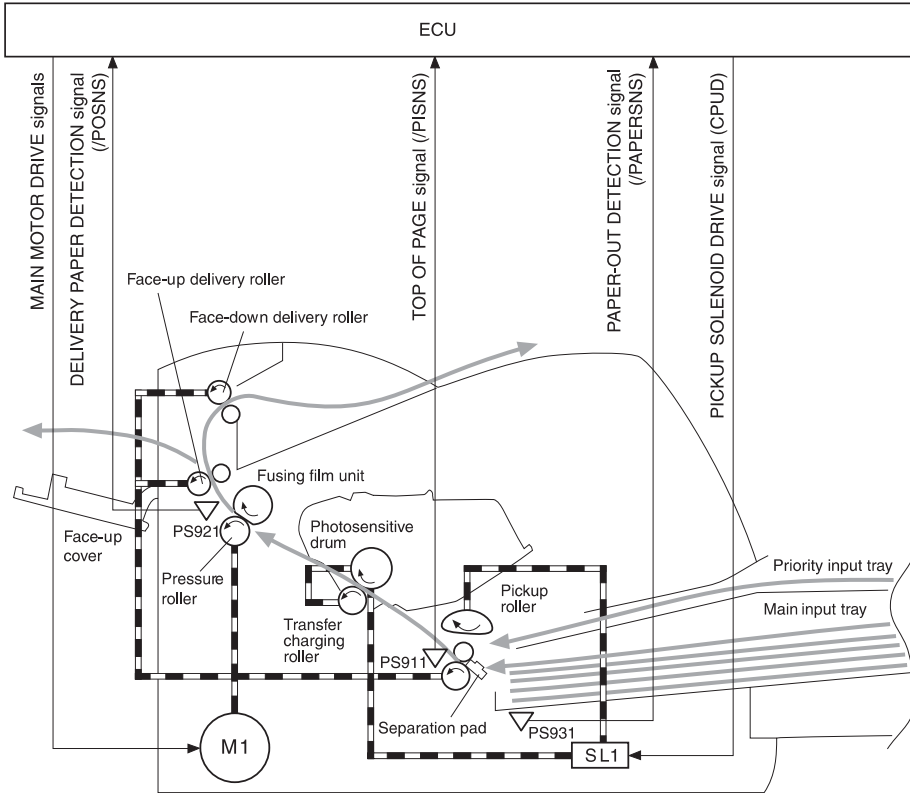 ECU
MAIN MOTOR DRIVE signals
DELIVERY PAPER DETECTION signal
(/POSNS)
TOP OF PAGE signal (/PISNS)
PAPER-OUT DETECTION signal
(/PAPERSNS)
PICKUP SOLENOID DRIVE signal (CPUD)
Face-up delivery roller
Face-down delivery roller
Fusing film unit
Photosensitive
drum
PS921
Face-up
cover
Pressure
roller
Transfer
charging
roller
Pickup
roller
Priority input tray
Main input tray
PS911
Separation pad
PS931
M1
SL1